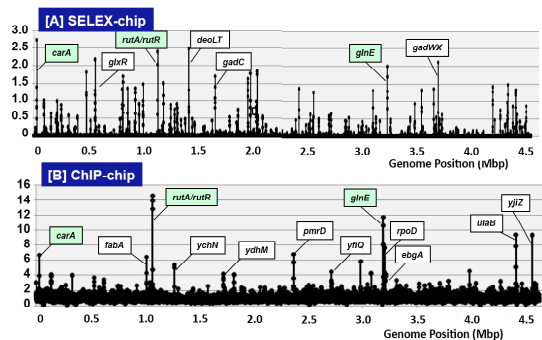 [A] SELEX-chip
3.0
2.5
2.0
1.5
1.0
0.5
0
carA
glxR
rutA/rutR
deoLT
gadC
glnE
gadWX
0 0.5 1.0 1.5 2.0 2.5 3.0 3.5 4.0 4.5
Genome Position (Mbp)
[B] ChIP-chip
16
14
12
10
8
6
4
2
0
carA
fabA
rutA/rutR
ychN
ydhM
pmrD
yfiQ
glnE
rpoD
ebgA
uiaB
yjiZ
0 0.5 1.0 1.5 2.0 2.5 3.0 3.5 4.0 4.5
Genome Position (Mbp)